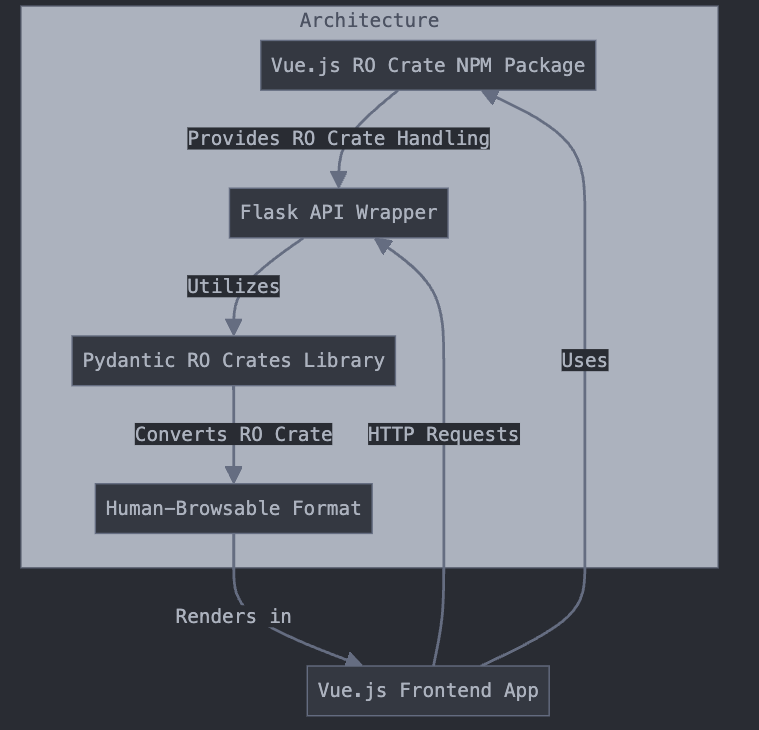 Architecture
Vue.js RO Crate NPM Package
Provides RO Crate Handling
Flask API Wrapper
Utilizes
Pydantic RO Crates Library
Uses
Converts RO Crate
HTTP Requests
Human-Browsable Format
Renders in
Vue.js Frontend App